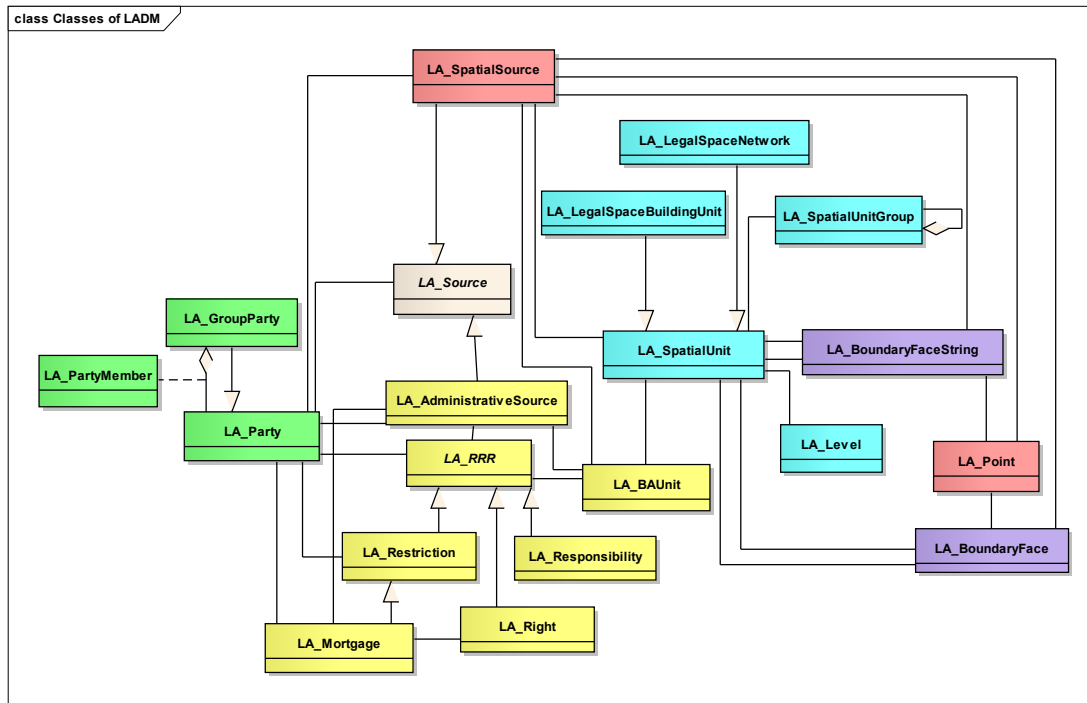 class Classes of LADM
LA_SpatialSource
LA_LegalSpaceNetwork
LA_LegalSpaceBuildingUnit
LA_SpatialUnitGroup
LA_Source
LA_GroupParty
LA_SpatialUnit
LA_BoundaryFaceString
LA_PartyMember
LA_AdministrativeSource
LA_Party
LA_Level
LA_RRR
LA_Point
LA_BAUnit
LA_Restriction
LA_Responsibility
LA_BoundaryFace
LA_Right
LA_Mortgage